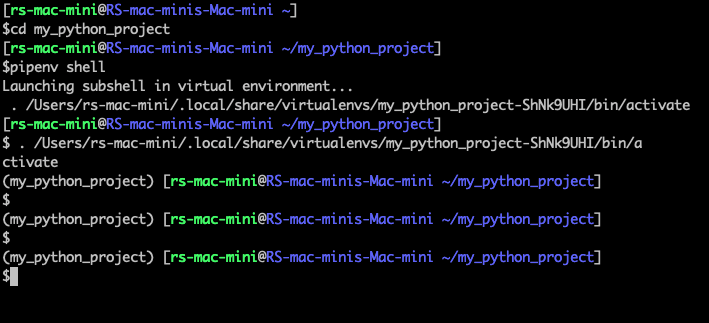 [rs-mac-mini@RS-mac-minis-Mac-mini ~]
$cd my_python_project
[rs-mac-mini@RS-mac-minis-Mac-mini ~/my_python_project]
$pipenv shell
Launching subshell in virtual environment...
 . /Users/rs-mac-mini/.local/share/virtualenvs/my_python_project-ShNk9UHI/bin/activate
[rs-mac-mini@RS-mac-minis-Mac-mini ~/my_python_project]
$ . /Users/rs-mac-mini/.local/share/virtualenvs/my_python_project-ShNk9UHI/bin/a
ctivate
(my_python_project) [rs-mac-mini@RS-mac-minis-Mac-mini ~/my_python_project]
$
(my_python_project) [rs-mac-mini@RS-mac-minis-Mac-mini ~/my_python_project]
$
(my_python_project) [rs-mac-mini@RS-mac-minis-Mac-mini ~/my_python_project]
$